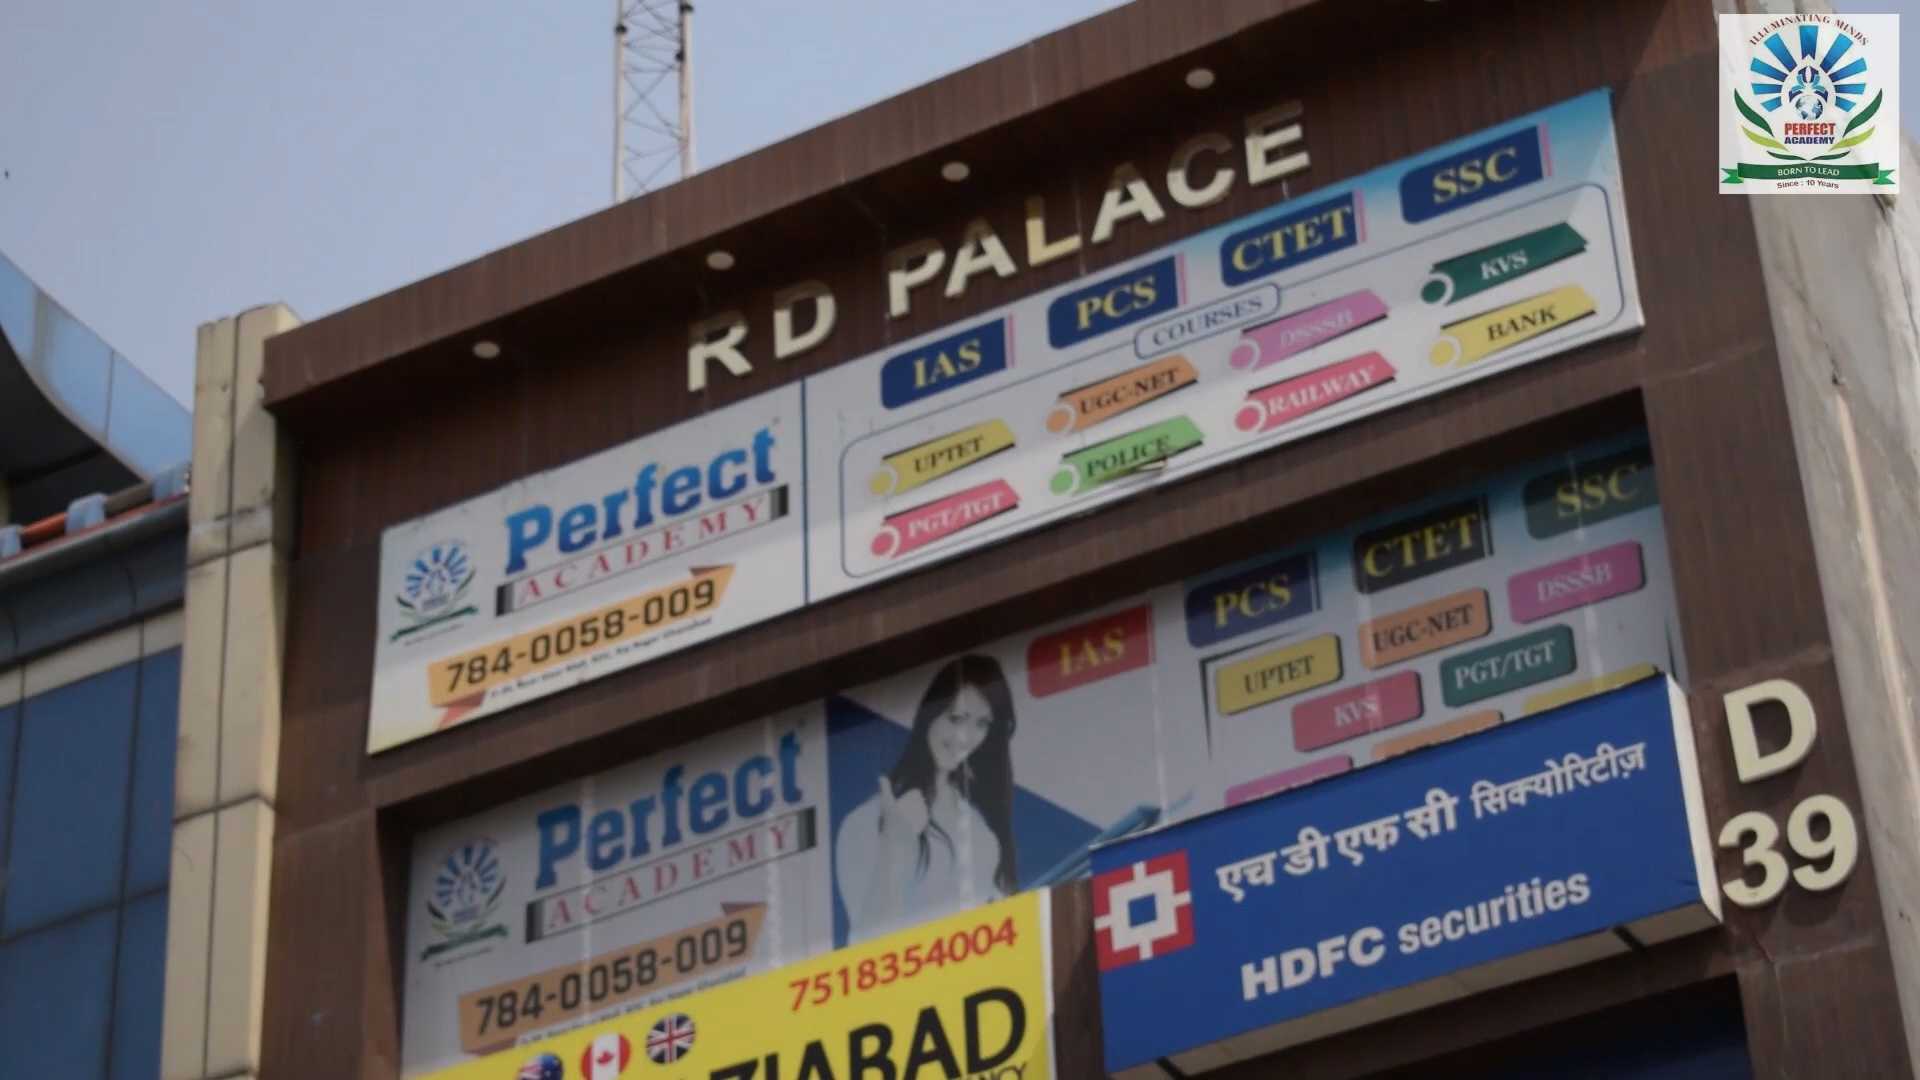 ILLUMINATING MINDS
PERFECT
ACADEMY
BORN TO LEAD
Since : 10 Years
RD PALACE
IAS
PCS
CTET
SSC
COURSES
UPTET
UGC-NET
DSSSB
KVS
PGT/TGT
POLICE
RAILWAY
BANK
Perfect
ACADEMY
784-0058-009
IAS
PCS
CTET
SSC
UPTET
UGC-NET
DSSSB
KVS
PGT/TGT
Perfect
ACADEMY
784-0058-009
7518354004
ZIABAD
एच डी एफ सी सिक्योरिटीज़
HDFC securities
D
39